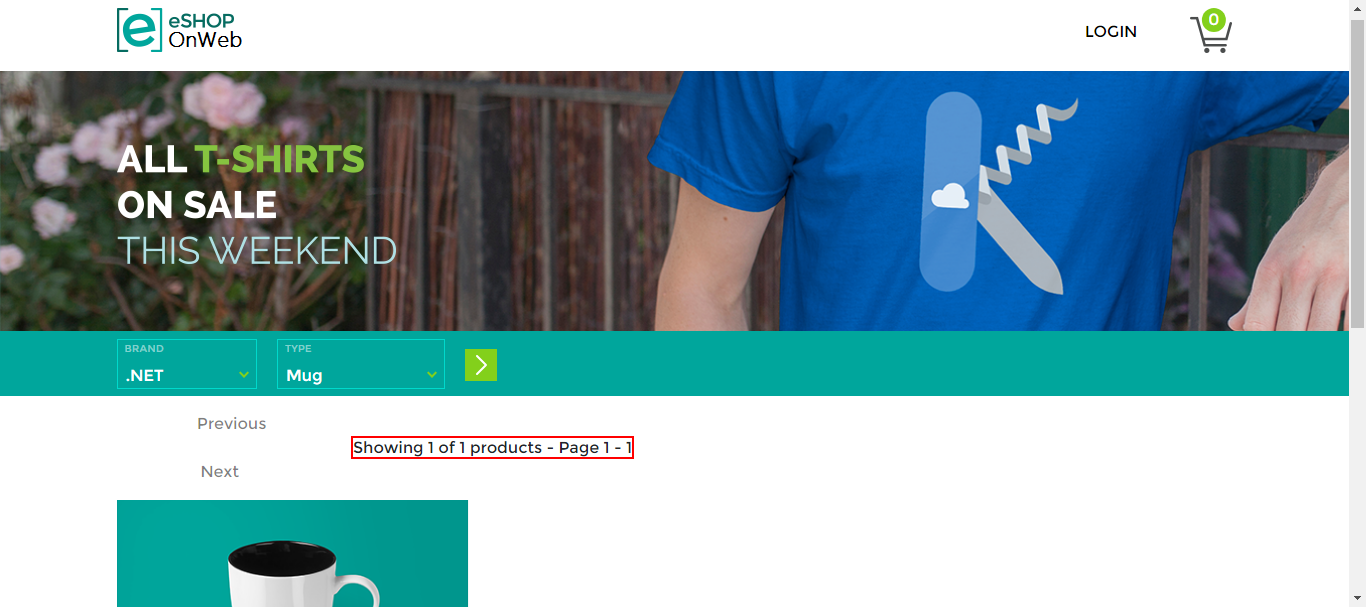 [e] eSHOP
OnWeb
LOGIN
0
ALL T-SHIRTS
ON SALE
THIS WEEKEND
BRAND
.NET
TYPE
Mug
Previous
Showing 1 of 1 products - Page 1 - 1
Next